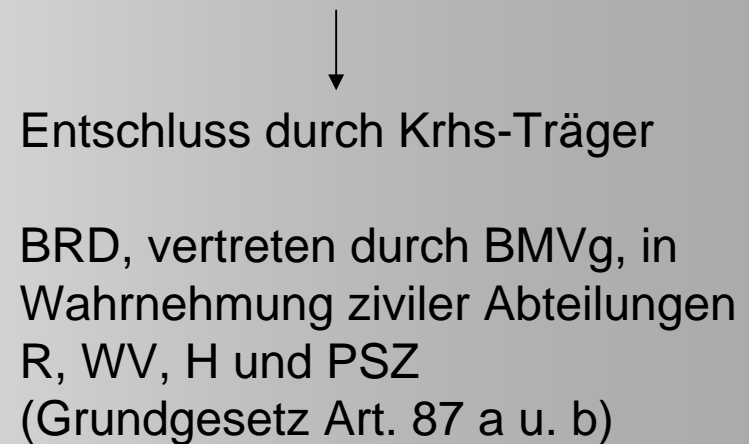 Entschluss durch Krhs-Träger
BRD, vertreten durch BMVg, in
Wahrnehmung ziviler Abteilungen
R, WV, H und PSZ
(Grundgesetz Art. 87 a u. b)